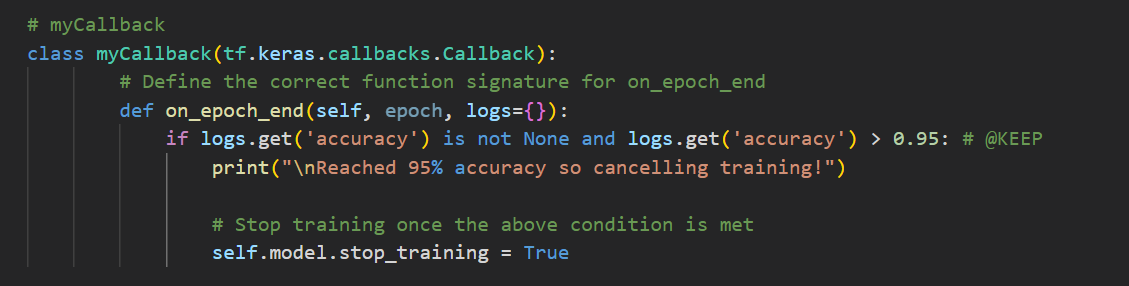 # myCallback
class myCallback(tf.keras.callbacks.Callback):
        # Define the correct function signature for on_epoch_end
        def on_epoch_end(self, epoch, logs={}):
            if logs.get('accuracy') is not None and logs.get('accuracy') > 0.95: # @KEEP
                print("\nReached 95% accuracy so cancelling training!")

                # Stop training once the above condition is met
                self.model.stop_training = True